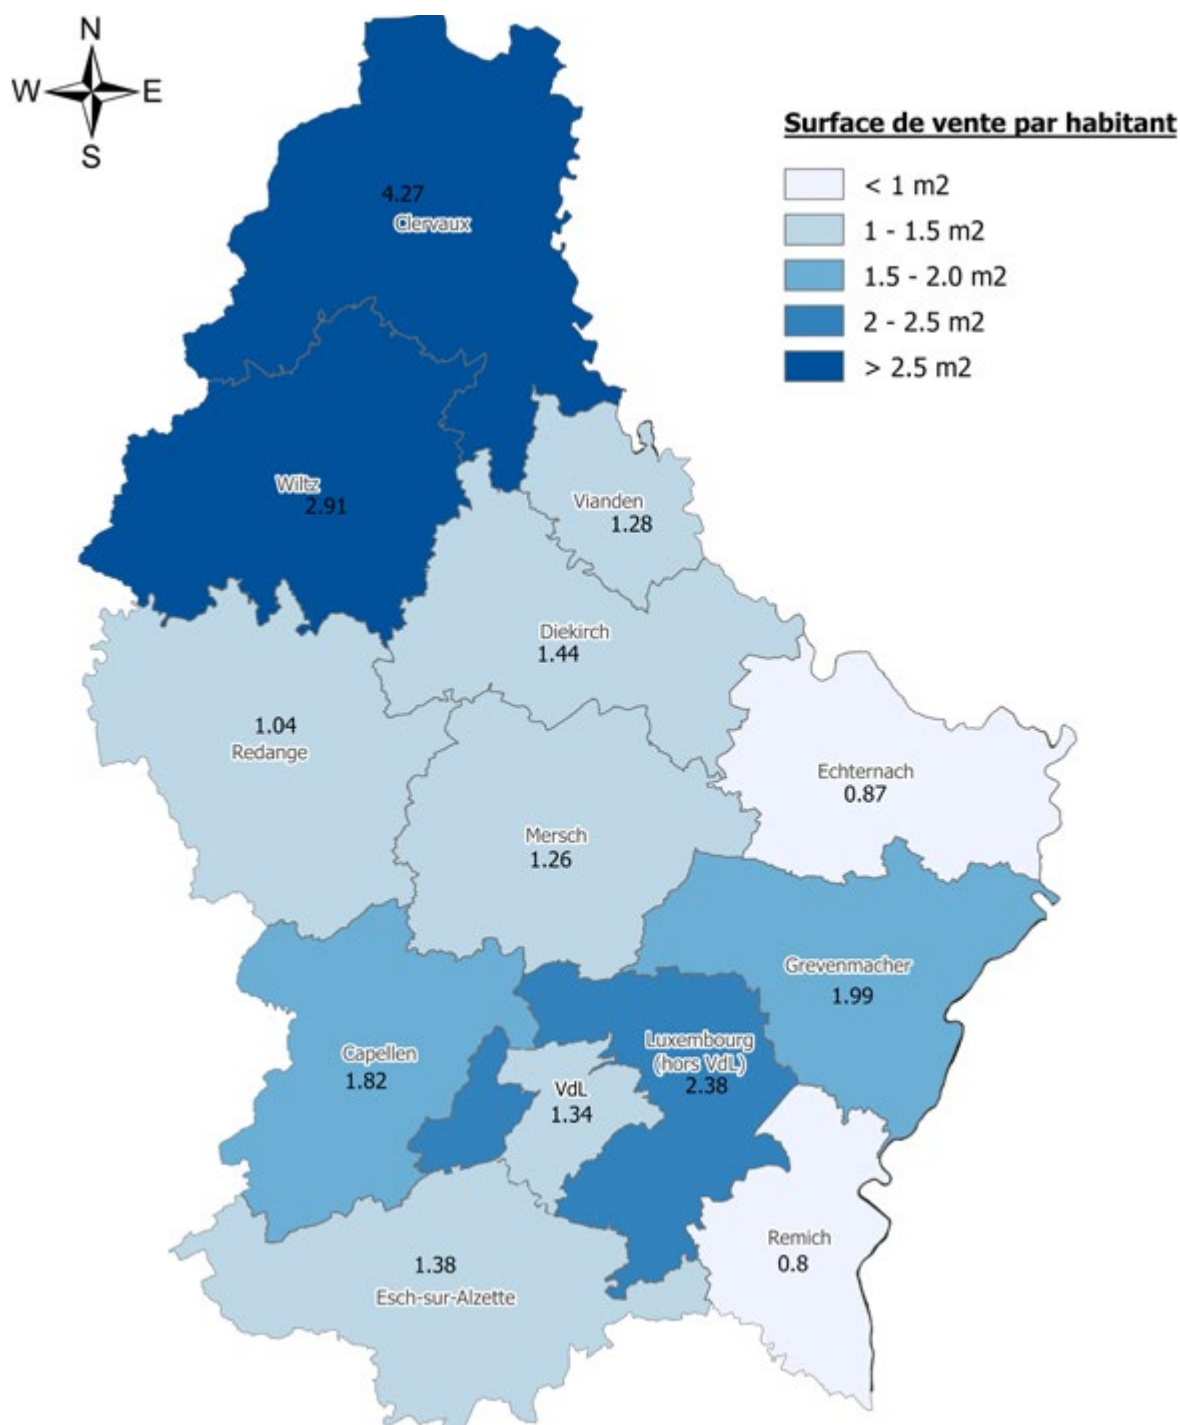 N
W E
S
Surface de vente par habitant
< 1 m2
1 - 1.5 m2
1.5 - 2.0 m2
2 - 2.5 m2
> 2.5 m2
4.27
Clervaux
Wiltz
2.91
Vianden
1.28
Diekirch
1.44
1.04
Redange
Echternach
0.87
Mersch
1.26
Grevenmacher
1.99
Capellen
1.82
Luxembourg
(hors VdL)
2.38
VdL
1.34
Remich
0.8
1.38
Esch-sur-Alzette